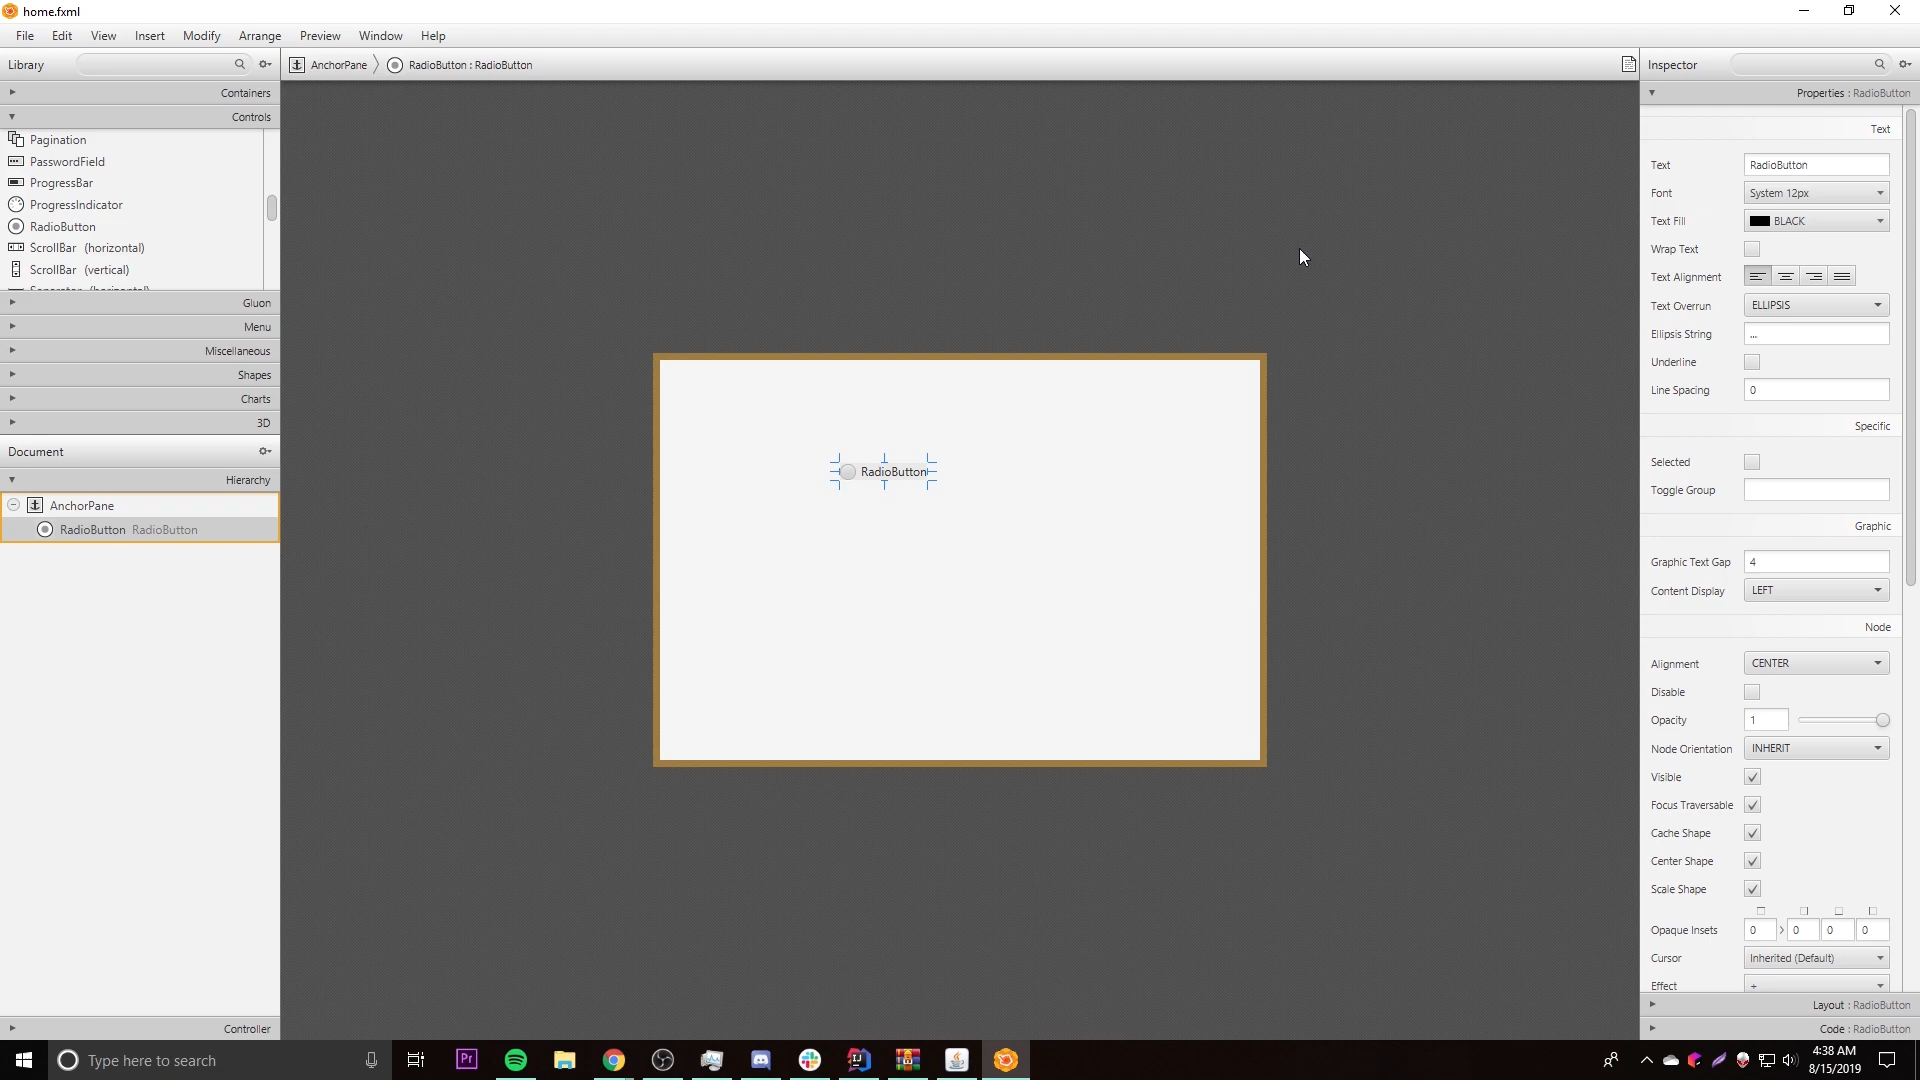 home.fxml
File Edit View Insert Modify Arrange Preview Window Help
Library
AnchorPane RadioButton : RadioButton
Inspector
Containers
Controls
Pagination
PasswordField
ProgressBar
ProgressIndicator
RadioButton
ScrollBar (horizontal)
ScrollBar (vertical)
Separator (horizontal)
Gluon
Menu
Miscellaneous
Shapes
Charts
3D
Document
Hierarchy
AnchorPane
RadioButton RadioButton
Controller
RadioButton
Properties : RadioButton
Text
Text RadioButton
Font System 12px
Text Fill BLACK
Wrap Text
Text Alignment
Text Overrun ELLIPSIS
Ellipsis String ...
Underline
Line Spacing 0
Specific
Selected
Toggle Group
Graphic
Graphic Text Gap 4
Content Display LEFT
Node
Alignment CENTER
Disable
Opacity 1
Node Orientation INHERIT
Visible
Focus Traversable
Cache Shape
Center Shape
Scale Shape
Opaque Insets 0 0 0 0
Cursor Inherited (Default)
Effect +
Layout : RadioButton
Code : RadioButton
Type here to search
Pr
IJ
4:38 AM
8/15/2019